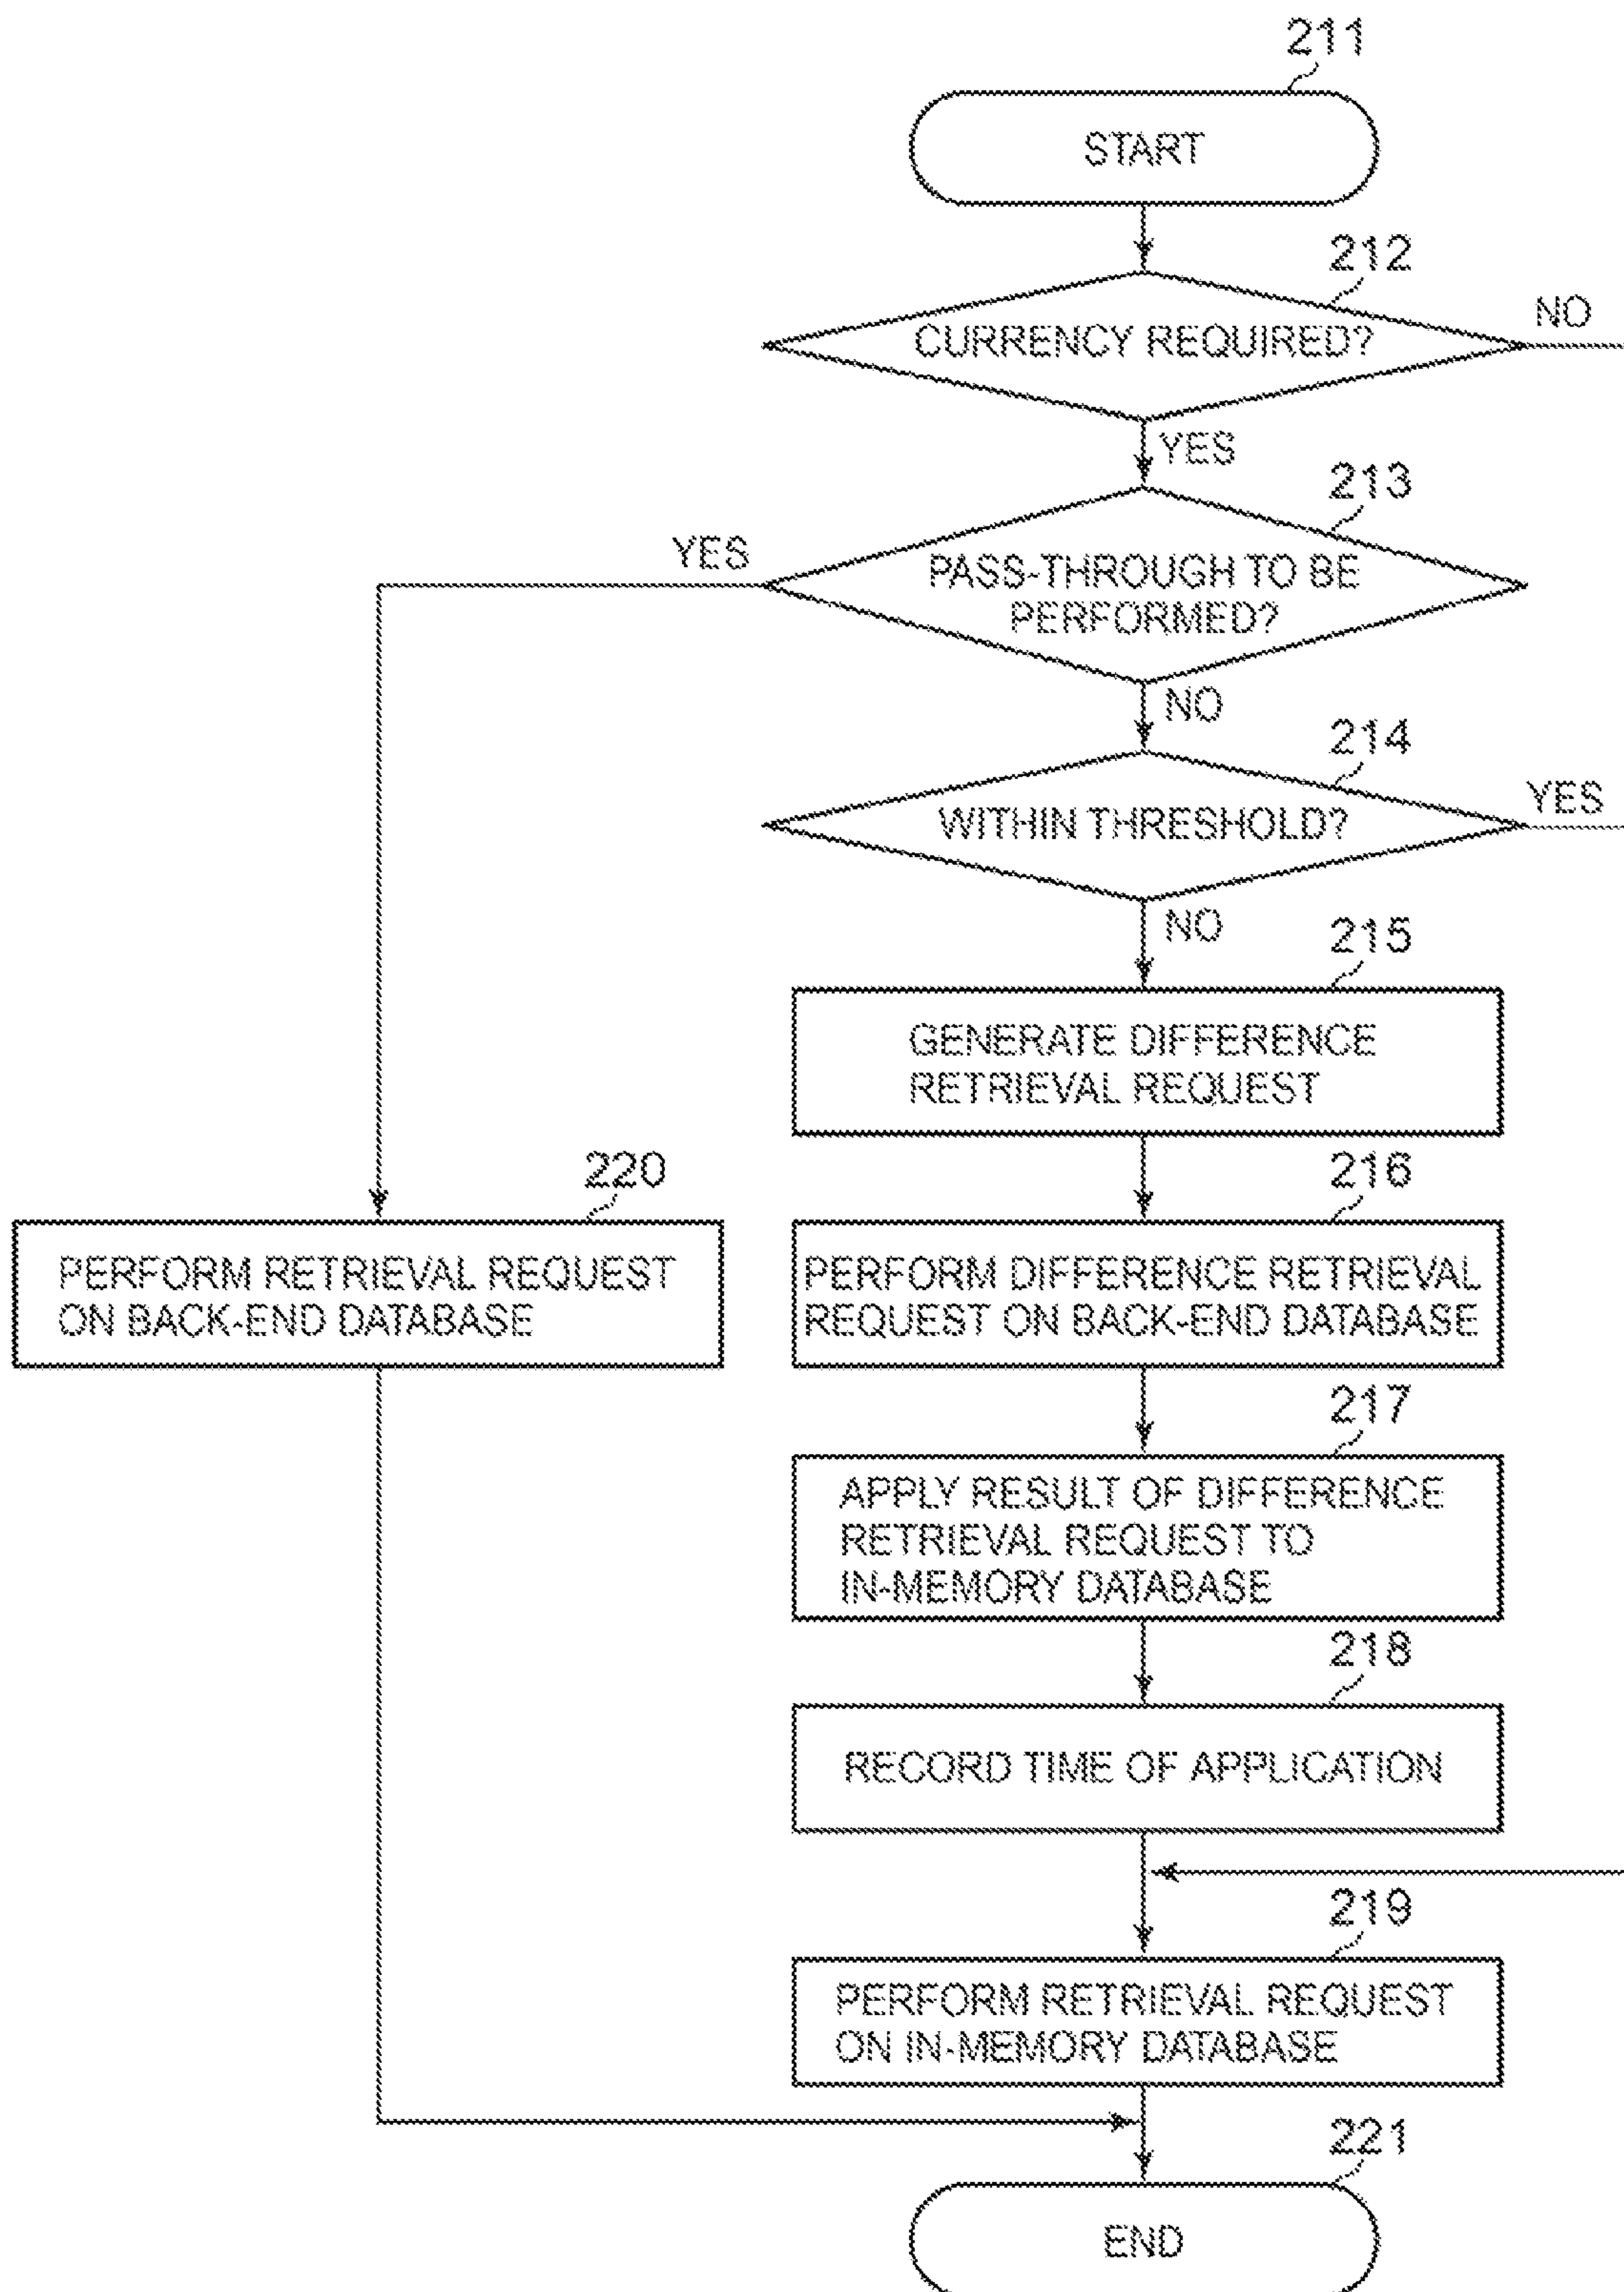 211
START
212
CURRENCY REQUIRED?
NO
YES
213
YES
PASS-THROUGH TO BE
PERFORMED?
NO
214
WITHIN THRESHOLD?
YES
NO
215
GENERATE DIFFERENCE
RETRIEVAL REQUEST
220
PERFORM RETRIEVAL REQUEST
ON BACK-END DATABASE
216
PERFORM DIFFERENCE RETRIEVAL
REQUEST ON BACK-END DATABASE
217
APPLY RESULT OF DIFFERENCE
RETRIEVAL REQUEST TO
IN-MEMORY DATABASE
218
RECORD TIME OF APPLICATION
219
PERFORM RETRIEVAL REQUEST
ON IN-MEMORY DATABASE
221
END